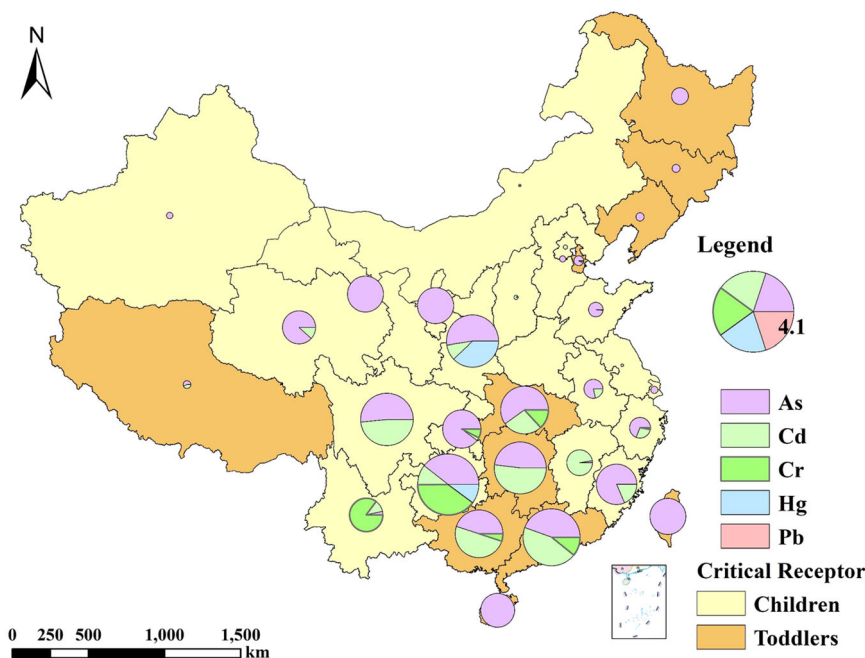 N
Legend
4.1
As
Cd
Cr
Hg
Pb
Critical Receptor
Children
Toddlers
0 250 500 1,000 1,500
km